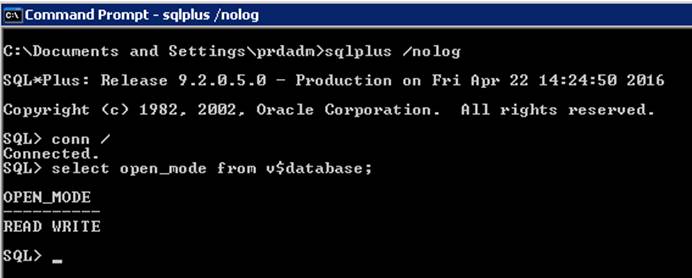 Command Prompt - sqlplus /nolog
C:\Documents and Settings\prdadm>sqlplus /nolog
SQL*Plus: Release 9.2.0.5.0 - Production on Fri Apr 22 14:24:50 2016
Copyright (c) 1982, 2002, Oracle Corporation.  All rights reserved.
SQL> conn /
Connected.
SQL> select open_mode from v$database;
OPEN_MODE
----------
READ WRITE
SQL> _